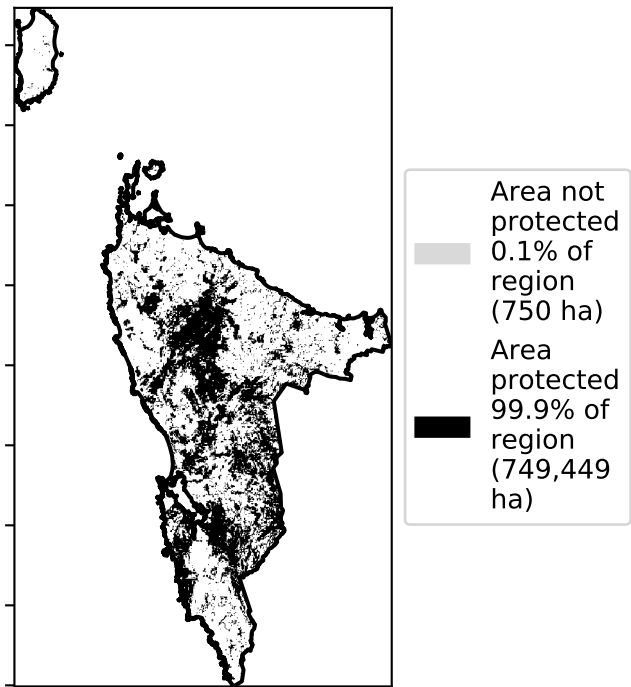 Area not
protected
0.1% of
region
(750 ha)
Area
protected
99.9% of
region
(749,449
ha)